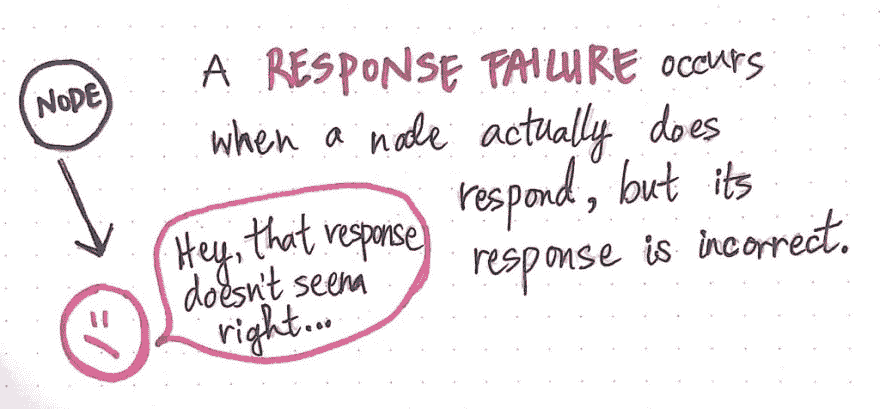 NODE
A RESPONSE FAILURE occurs
when a node actually does
respond, but its
response is incorrect.
Hey, that response
doesn't seem
right...